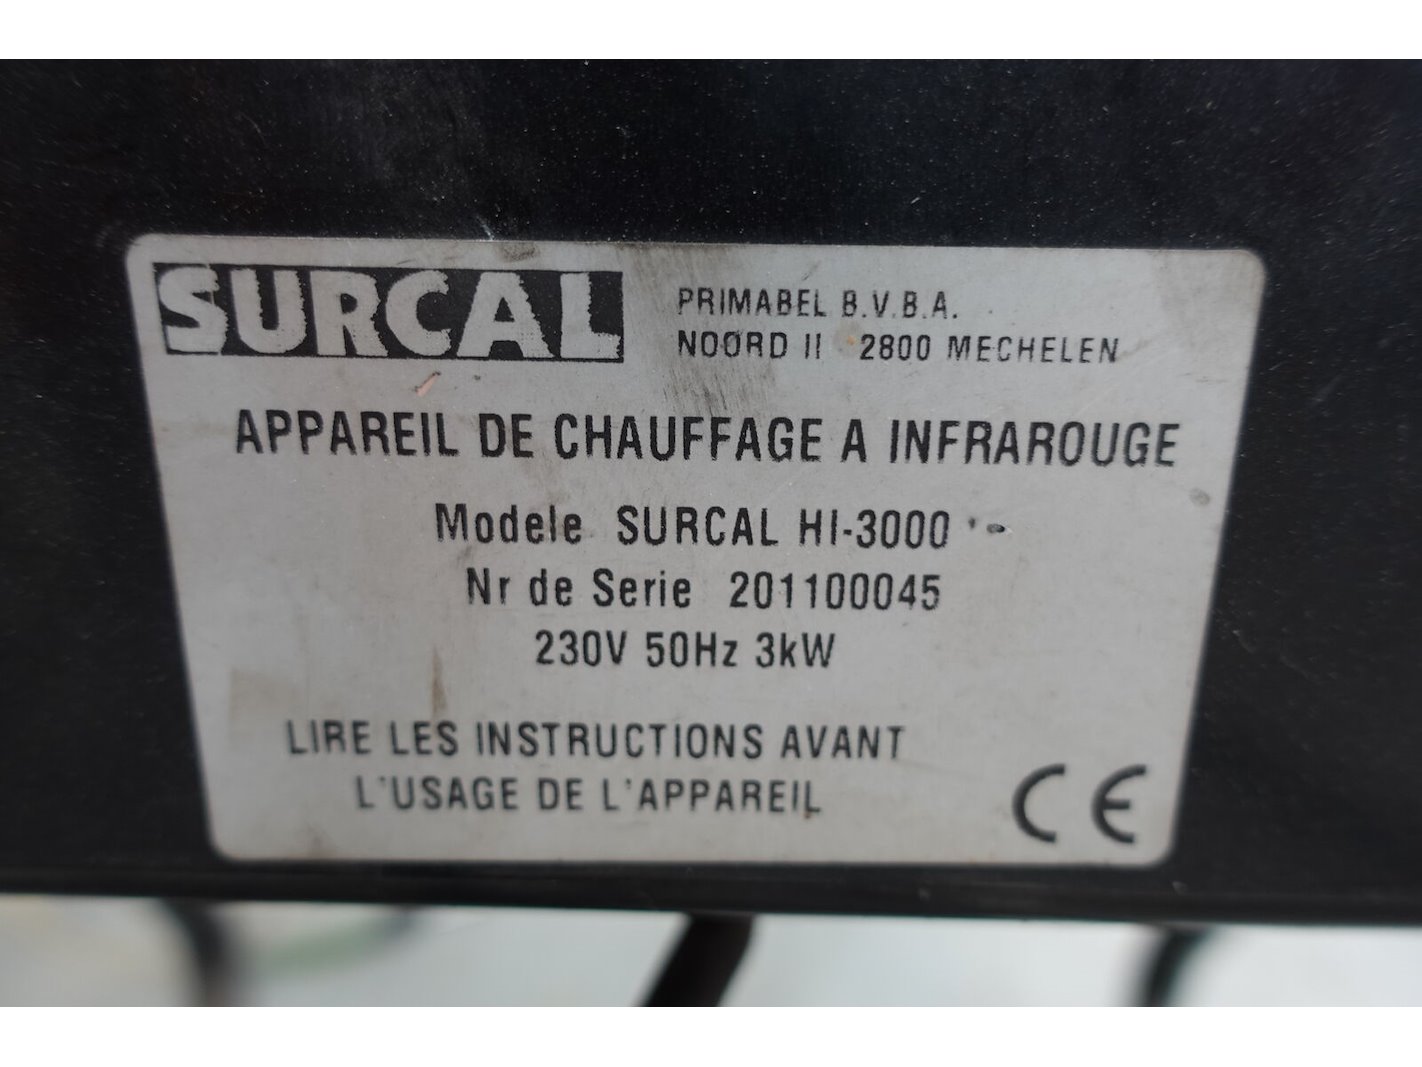 SURCAL
PRIMABEL B.V.B.A.
NOORD II 2800 MECHELEN
APPAREIL DE CHAUFFAGE A INFRAROUGE
Modele SURCAL HI-3000
Nr de Serie 201100045
230V 50Hz 3kW
LIRE LES INSTRUCTIONS AVANT
L'USAGE DE L'APPAREIL
CE